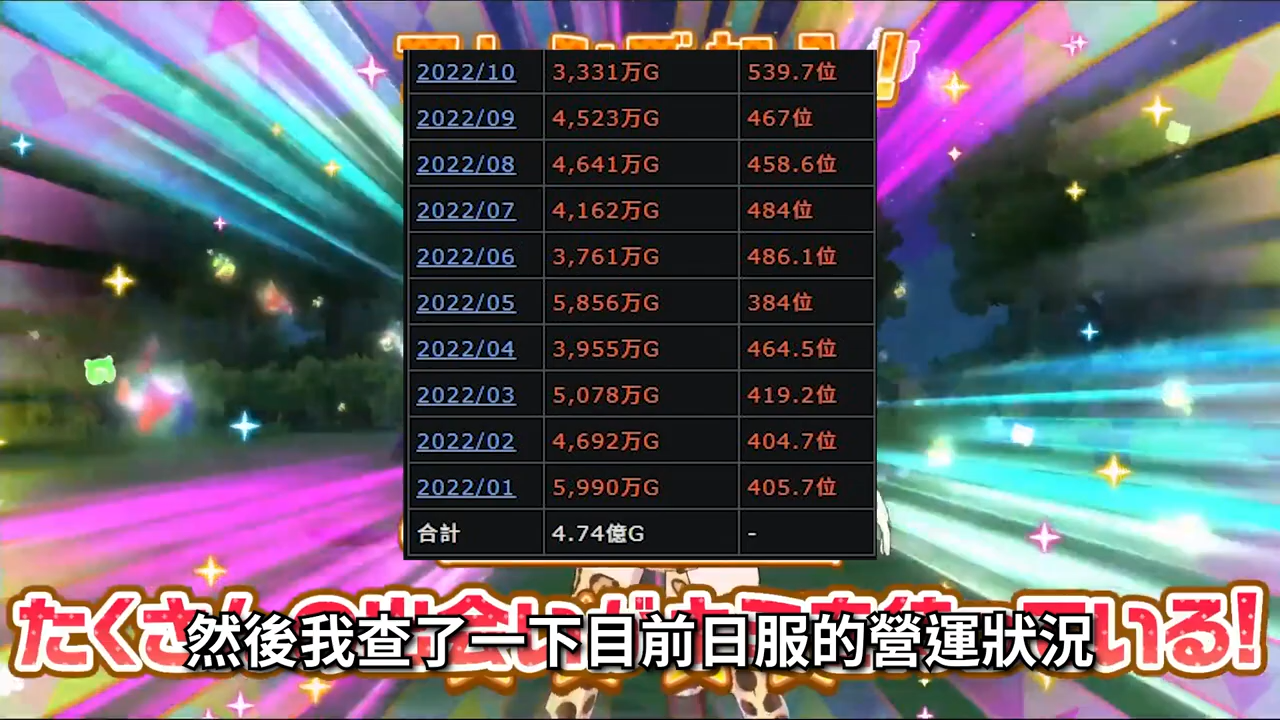 2022/10 3,331万G 539.7位
2022/09 4,523万G 467位
2022/08 4,641万G 458.6位
2022/07 4,162万G 484位
2022/06 3,761万G 486.1位
2022/05 5,856万G 384位
2022/04 3,955万G 464.5位
2022/03 5,078万G 419.2位
2022/02 4,692万G 404.7位
2022/01 5,990万G 405.7位
合計 4.74億G -
たくさ いる!
然後我查了一下目前日服的營運狀況